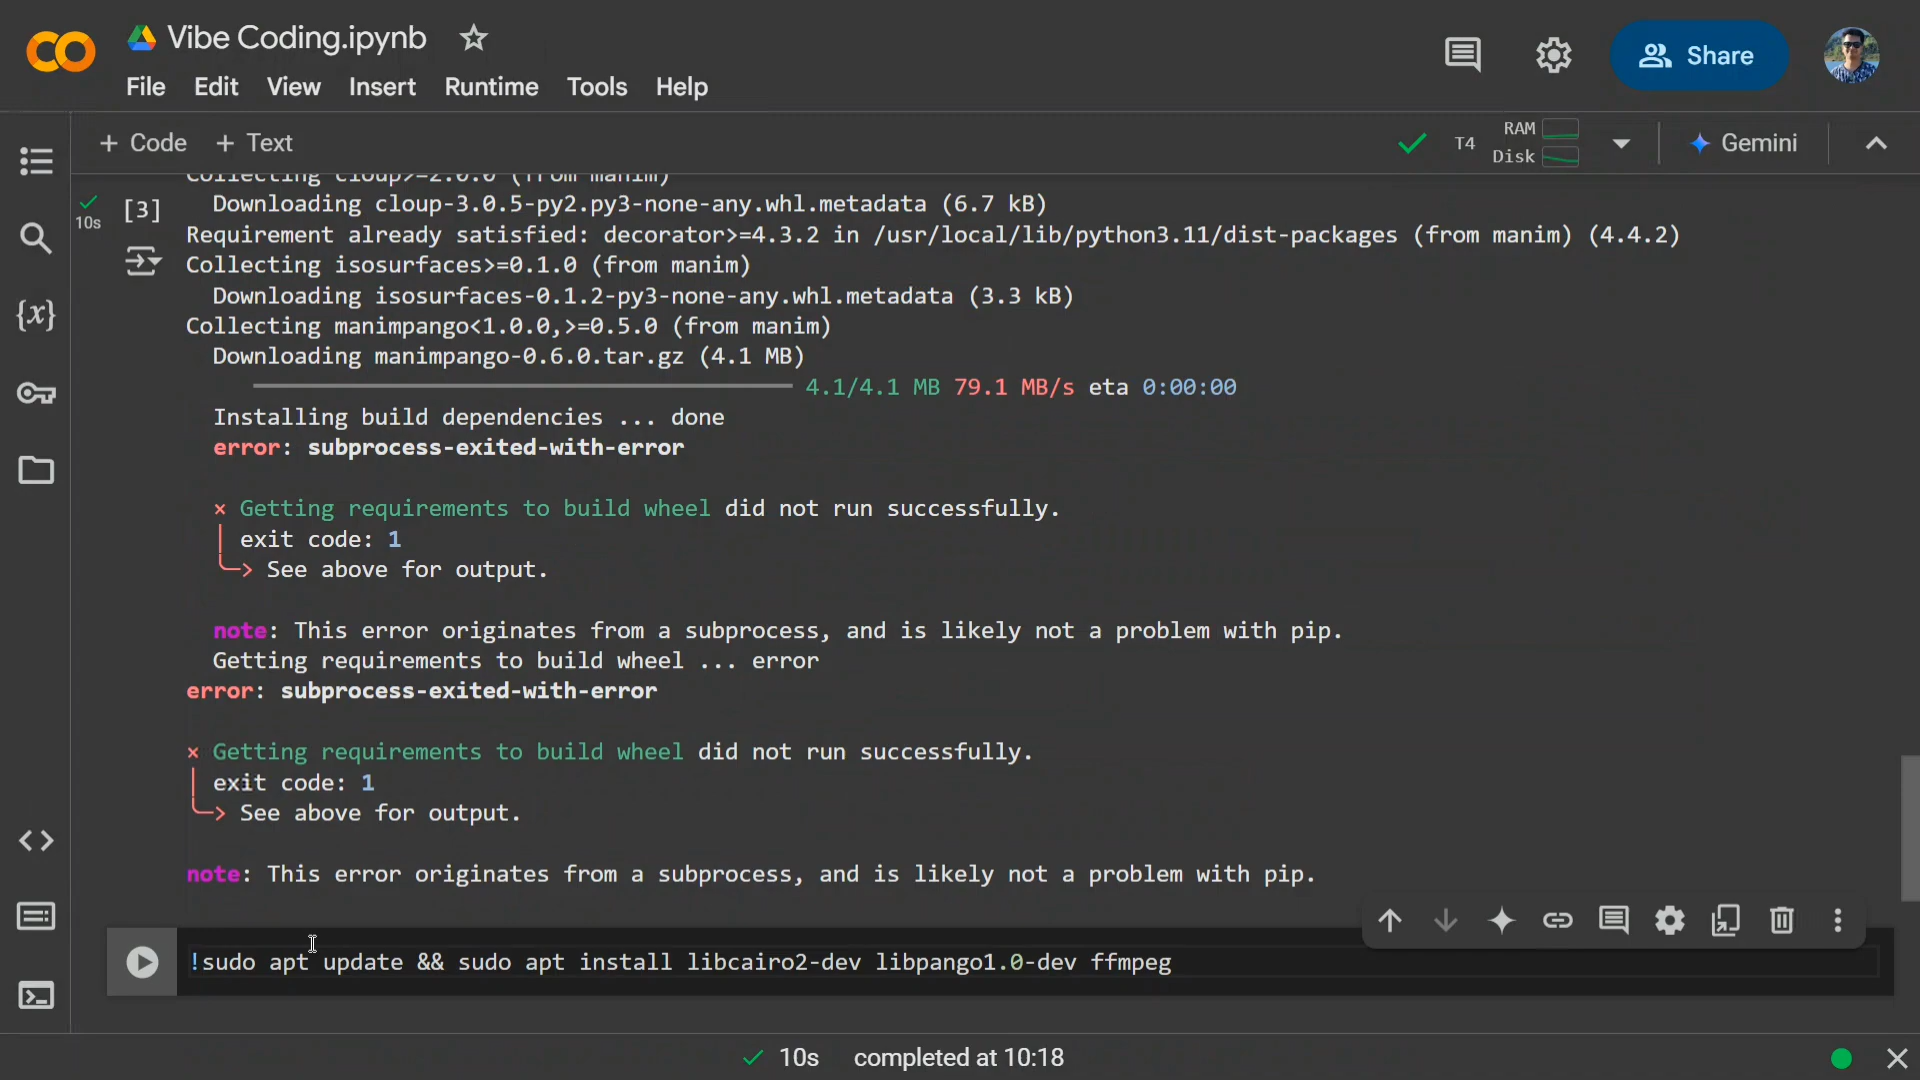 Vibe Coding.ipynb
File Edit View Insert Runtime Tools Help
Share
+ Code + Text
T4
RAM
Disk
Gemini
10s
[3]
Collecting cloup>=2.0.0 (from manim)
Downloading cloup-3.0.5-py2.py3-none-any.whl.metadata (6.7 kB)
Requirement already satisfied: decorator>=4.3.2 in /usr/local/lib/python3.11/dist-packages (from manim) (4.4.2)
Collecting isosurfaces>=0.1.0 (from manim)
Downloading isosurfaces-0.1.2-py3-none-any.whl.metadata (3.3 kB)
Collecting manimpango<1.0.0,>=0.5.0 (from manim)
Downloading manimpango-0.6.0.tar.gz (4.1 MB)
4.1/4.1 MB 79.1 MB/s eta 0:00:00
Installing build dependencies ... done
error: subprocess-exited-with-error
× Getting requirements to build wheel did not run successfully.
│ exit code: 1
╰─> See above for output.
note: This error originates from a subprocess, and is likely not a problem with pip.
Getting requirements to build wheel ... error
error: subprocess-exited-with-error
× Getting requirements to build wheel did not run successfully.
│ exit code: 1
╰─> See above for output.
note: This error originates from a subprocess, and is likely not a problem with pip.
!sudo apt update && sudo apt install libcairo2-dev libpango1.0-dev ffmpeg
10s completed at 10:18